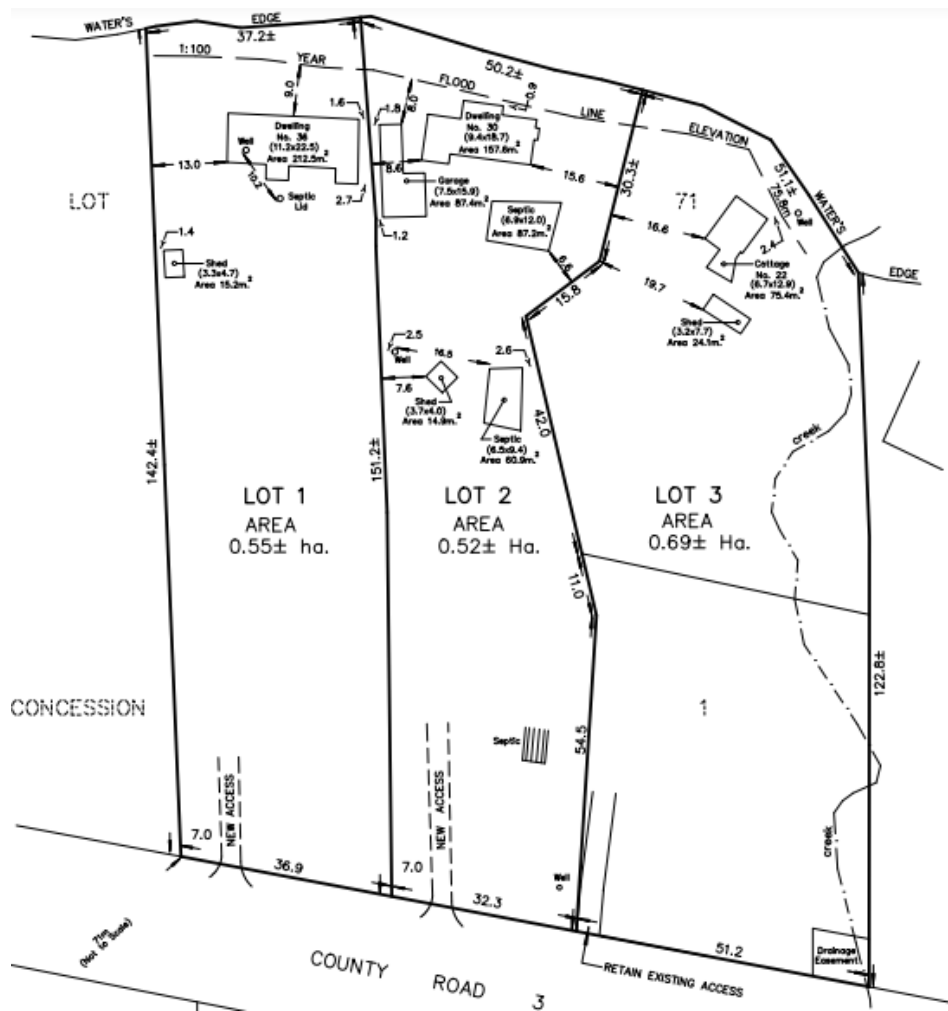 WATER'S EDGE
37.2±
1:100 YEAR FLOOD LINE ELEVATION
50.2±
9.0
1.6
1.8
8.0
Dwelling
No. 36
(11.2x22.5)
Area 212.5m.²
Well
10.2
Septic
Lid
13.0
2.7
8.6
Dwelling
No. 30
(9.4x18.7)
Area 157.6m.²
Garage
(7.5x15.9)
Area 87.4m.²
1.2
15.6
30.3±
Septic
(6.9x12.0)
Area 87.2m.²
6.6
15.8
LOT
71
51.1±
75.8m
WATER'S
EDGE
Well
16.6
2.4
Cottage
No. 22
(6.7x12.9)
Area 75.4m.²
19.7
Shed
(3.2x7.7)
Area 24.1m.²
1.4
Shed
(3.3x4.7)
Area 15.2m.²
2.5
Well
16.8
2.6
7.6
Shed
(3.7x4.0)
Area 14.9m.²
Septic
(6.5x9.4)
Area 60.9m.²
42.0
creek
142.4±
151.2±
LOT 1
AREA
0.55± ha.
LOT 2
AREA
0.52± Ha.
LOT 3
AREA
0.69± Ha.
11.0
122.8±
CONCESSION
1
54.5
Septic
NEW ACCESS
NEW ACCESS
7.0
36.9
7.0
32.3
Well
creek
51.2
Drainage
Easement
RETAIN EXISTING ACCESS
71m
(Not to Scale)
COUNTY ROAD 3